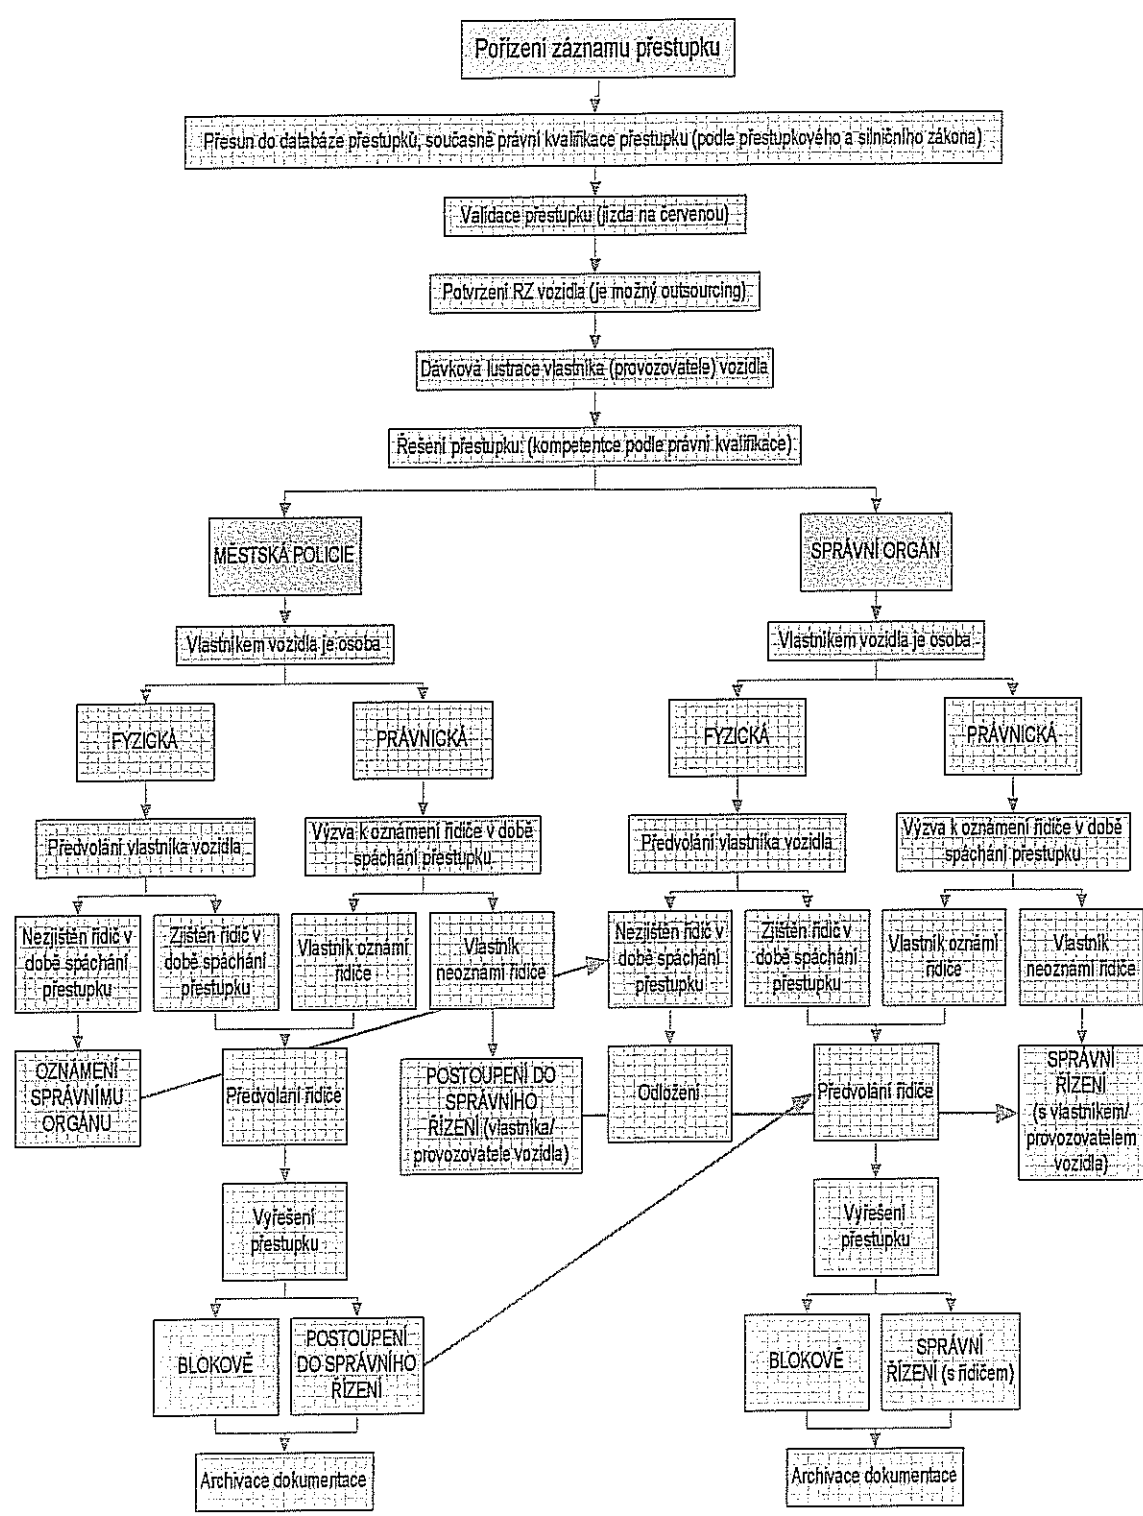 Pořízení záznamu přestupku
Přesun do databáze přestupků, současně právní kvalifikace přestupku (podle přestupkového a silničního zákona)
Validace přestupku (jízda na červenou)
Potvrzení RZ vozidla (je možný outsourcing)
Dávková lustrace vlastníka (provozovatele) vozidla
Řešení přestupku: (kompetentce podle právní kvalifikace)
MĚSTSKÁ POLICIE
SPRÁVNÍ ORGÁN
Vlastníkem vozidla je osoba
Vlastníkem vozidla je osoba
FYZICKÁ
PRÁVNICKÁ
FYZICKÁ
PRÁVNICKÁ
Předvolání vlastníka vozidla
Výzva k oznámení řidiče v době
spáchání přestupku
Předvolání vlastníka vozidla
Výzva k oznámení řidiče v době
spáchání přestupku
Nezjištěn řidič v
době spáchání
přestupku
Zjištěn řidič v
době spáchání
přestupku
Vlastník oznámí
řidiče
Vlastník
neoznámí řidiče
Nezjištěn řidič v
době spáchání
přestupku
Zjištěn řidič v
době spáchání
přestupku
Vlastník oznámí
řidiče
Vlastník
neoznámí řidiče
OZNÁMENÍ
SPRÁVNÍMU
ORGÁNU
Předvolání řidiče
POSTOUPENÍ DO
SPRÁVNÍHO
ŘÍZENÍ (vlastníka/
provozovatele vozidla)
Odložení
Předvolání řidiče
SPRÁVNÍ
ŘÍZENÍ
(s vlastníkem/
provozovatelem
vozidla)
Vyřešení
přestupku
Vyřešení
přestupku
BLOKOVĚ
POSTOUPENÍ
DO SPRÁVNÍHO
ŘÍZENÍ
BLOKOVĚ
SPRÁVNÍ
ŘÍZENÍ (s řidičem)
Archivace dokumentace
Archivace dokumentace